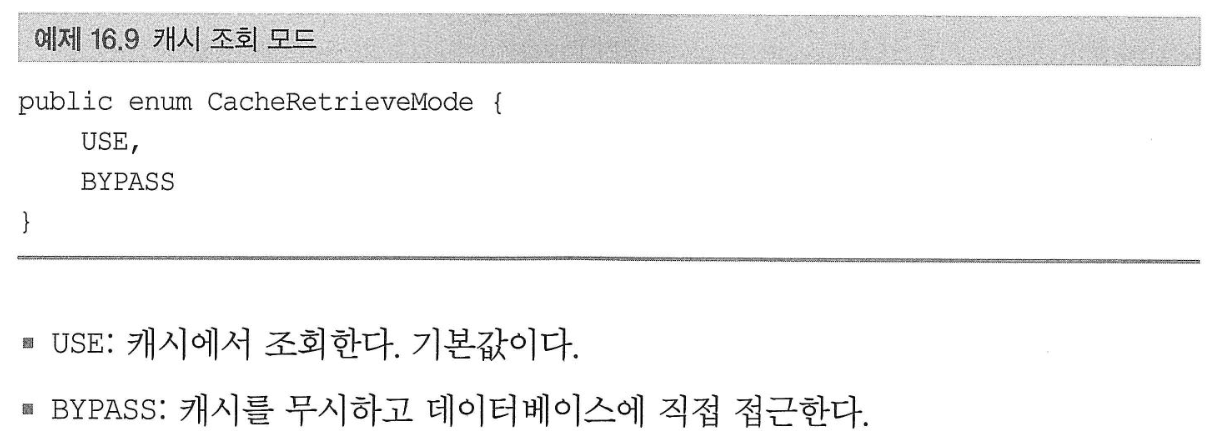 예제 16.9 캐시 조회 모드
public enum CacheRetrieveMode {
    USE,
    BYPASS
}
■ USE: 캐시에서 조회한다. 기본값이다.
■ BYPASS: 캐시를 무시하고 데이터베이스에 직접 접근한다.